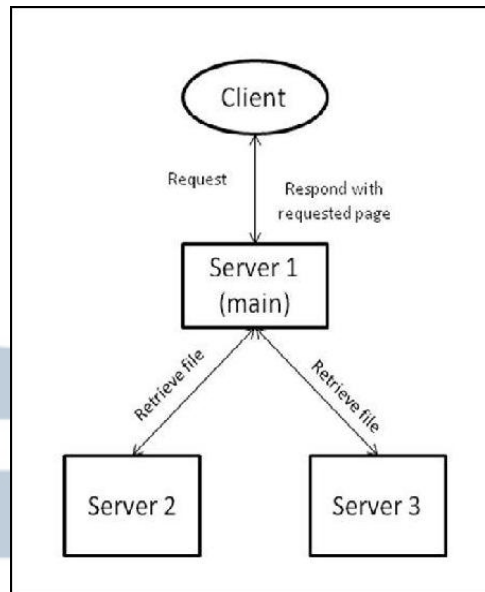 Client
Request
Respond with
requested page
Server 1
(main)
Retrieve file
Retrieve file
Server 2
Server 3